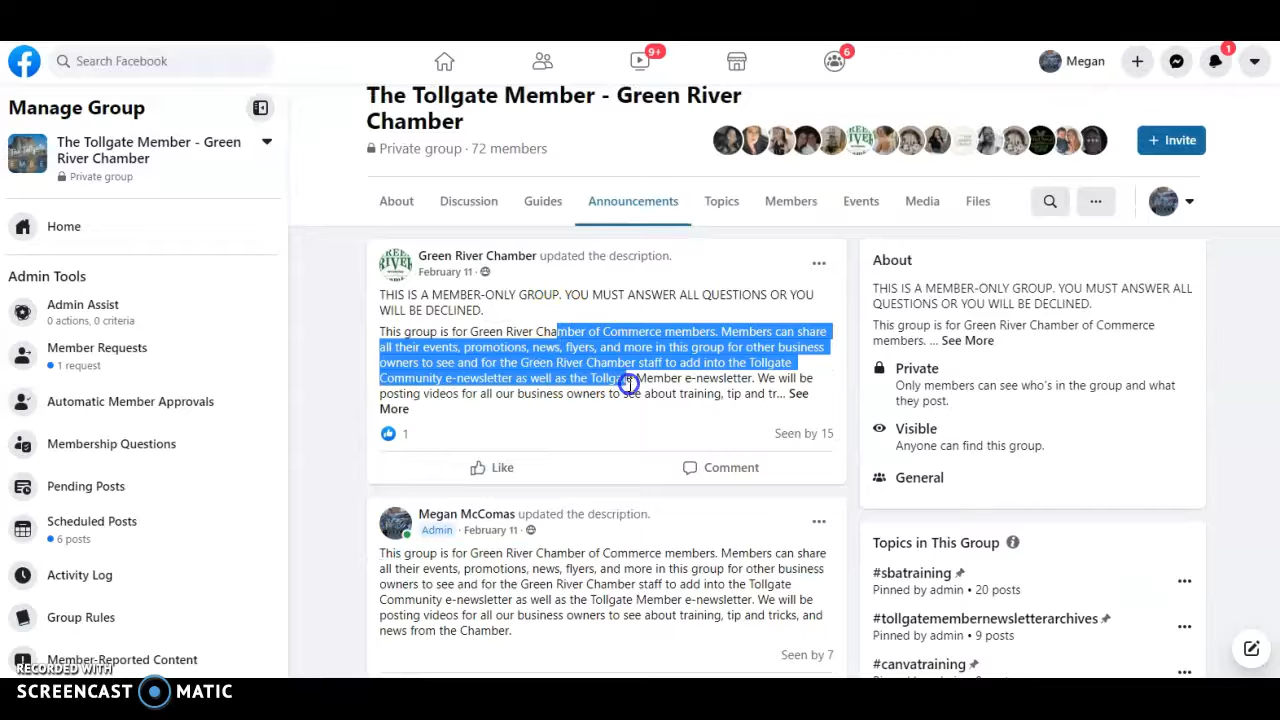 Search Facebook
9+
6
Megan
1
Manage Group
The Tollgate Member - Green River Chamber
Private group
Home
Admin Tools
Admin Assist
0 actions, 0 criteria
Member Requests
1 request
Automatic Member Approvals
Membership Questions
Pending Posts
Scheduled Posts
6 posts
Activity Log
Group Rules
Member-Reported Content
The Tollgate Member - Green River
Chamber
Private group · 72 members
+ Invite
About
Discussion
Guides
Announcements
Topics
Members
Events
Media
Files
Green River Chamber updated the description.
February 11 ·
THIS IS A MEMBER-ONLY GROUP. YOU MUST ANSWER ALL QUESTIONS OR YOU
WILL BE DECLINED.
This group is for Green River Chamber of Commerce members. Members can share
all their events, promotions, news, flyers, and more in this group for other business
owners to see and for the Green River Chamber staff to add into the Tollgate
Community e-newsletter as well as the Tollgate Member e-newsletter. We will be
posting videos for all our business owners to see about training, tip and tr... See
More
1
Seen by 15
Like
Comment
Megan McComas updated the description.
Admin · February 11 ·
This group is for Green River Chamber of Commerce members. Members can share
all their events, promotions, news, flyers, and more in this group for other business
owners to see and for the Green River Chamber staff to add into the Tollgate
Community e-newsletter as well as the Tollgate Member e-newsletter. We will be
posting videos for all our business owners to see about training, tip and tricks, and
news from the Chamber.
Seen by 7
About
THIS IS A MEMBER-ONLY GROUP. YOU MUST ANSWER ALL
QUESTIONS OR YOU WILL BE DECLINED.
This group is for Green River Chamber of Commerce
members. ... See More
Private
Only members can see who's in the group and what
they post.
Visible
Anyone can find this group.
General
Topics in This Group
#sbatraining
Pinned by admin • 20 posts
#tollgatemembernewsletterarchives
Pinned by admin • 9 posts
#canvatraining
RECORDED WITH
SCREENCAST MATIC